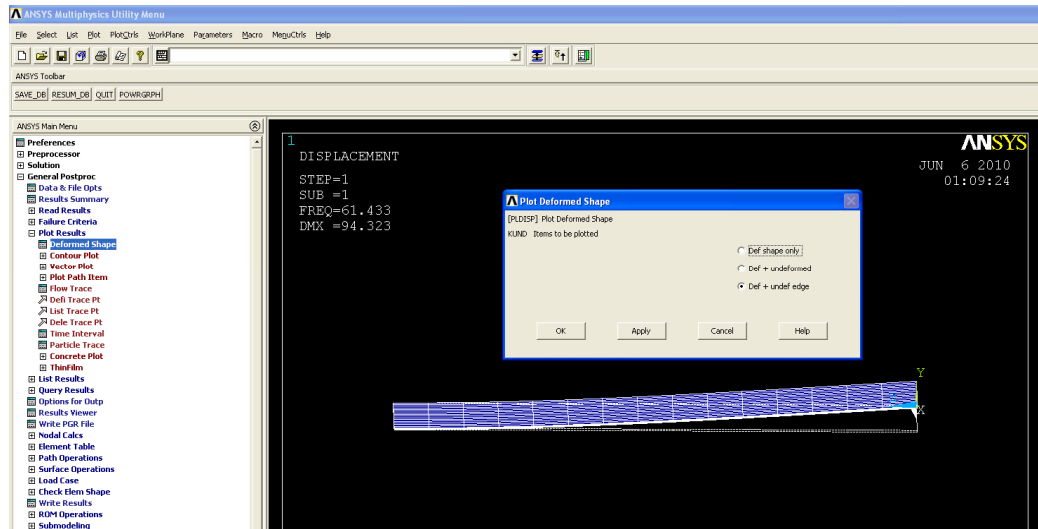 ANSYS Multiphysics Utility Menu
File Select List Plot PlotCtrls WorkPlane Parameters Macro MenuCtrls Help
ANSYS Toolbar
SAVE_DB RESUM_DB QUIT POWRGRPH
ANSYS Main Menu
Preferences
Preprocessor
Solution
General Postproc
Data & File Opts
Results Summary
Read Results
Failure Criteria
Plot Results
Deformed Shape
Contour Plot
Vector Plot
Plot Path Item
Flow Trace
Defi Trace Pt
List Trace Pt
Dele Trace Pt
Time Interval
Particle Trace
Concrete Plot
ThinFilm
List Results
Query Results
Options for Outp
Results Viewer
Write PGR File
Nodal Calcs
Element Table
Path Operations
Surface Operations
Load Case
Check Elem Shape
Write Results
ROM Operations
Submodeling
1
DISPLACEMENT
STEP=1
SUB =1
FREQ=61.433
DMX =94.323
ANSYS
JUN 6 2010
01:09:24
Plot Deformed Shape
[PLDISP] Plot Deformed Shape
KUND Items to be plotted
Def shape only
Def + undeformed
Def + undef edge
OK Apply Cancel Help
Y
X